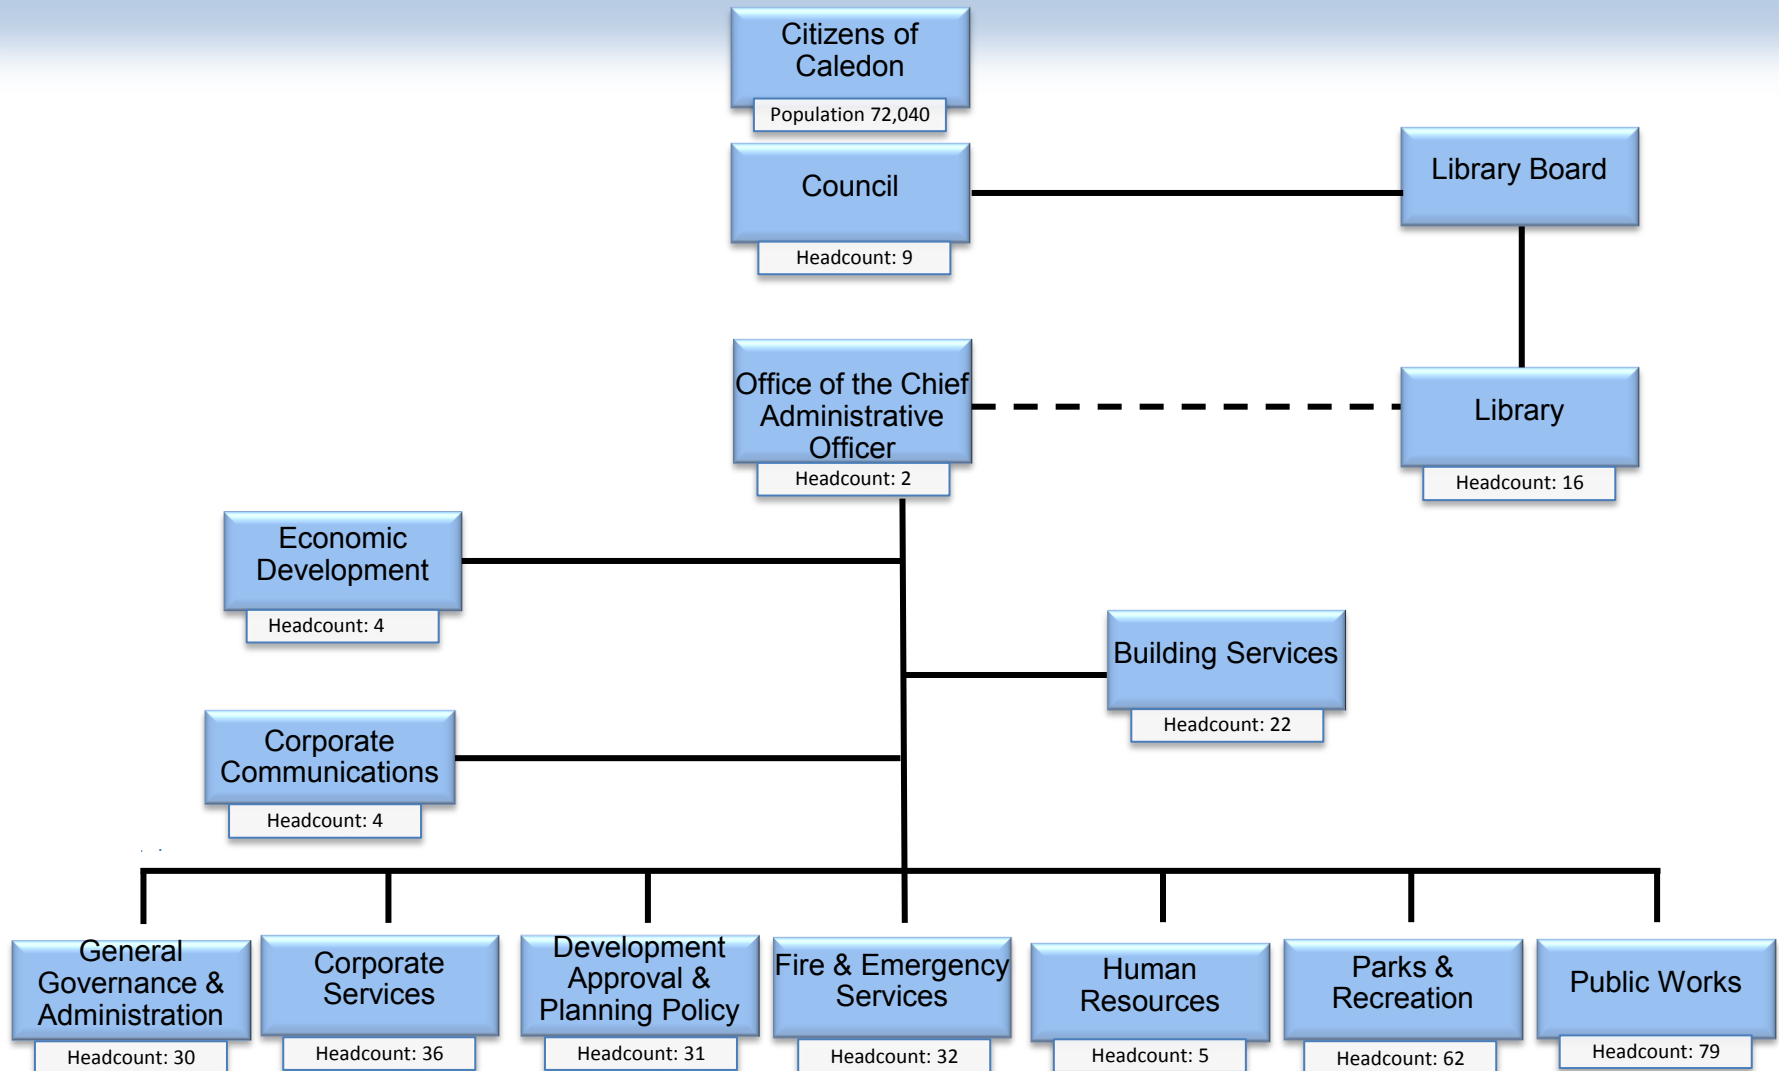 Citizens of
Caledon
Population 72,040
Council
Headcount: 9
Library Board
Office of the Chief
Administrative
Officer
Headcount: 2
Library
Headcount: 16
Economic
Development
Headcount: 4
Building Services
Headcount: 22
Corporate
Communications
Headcount: 4
General
Governance &
Administration
Headcount: 30
Corporate
Services
Headcount: 36
Development
Approval &
Planning Policy
Headcount: 31
Fire & Emergency
Services
Headcount: 32
Human
Resources
Headcount: 5
Parks &
Recreation
Headcount: 62
Public Works
Headcount: 79